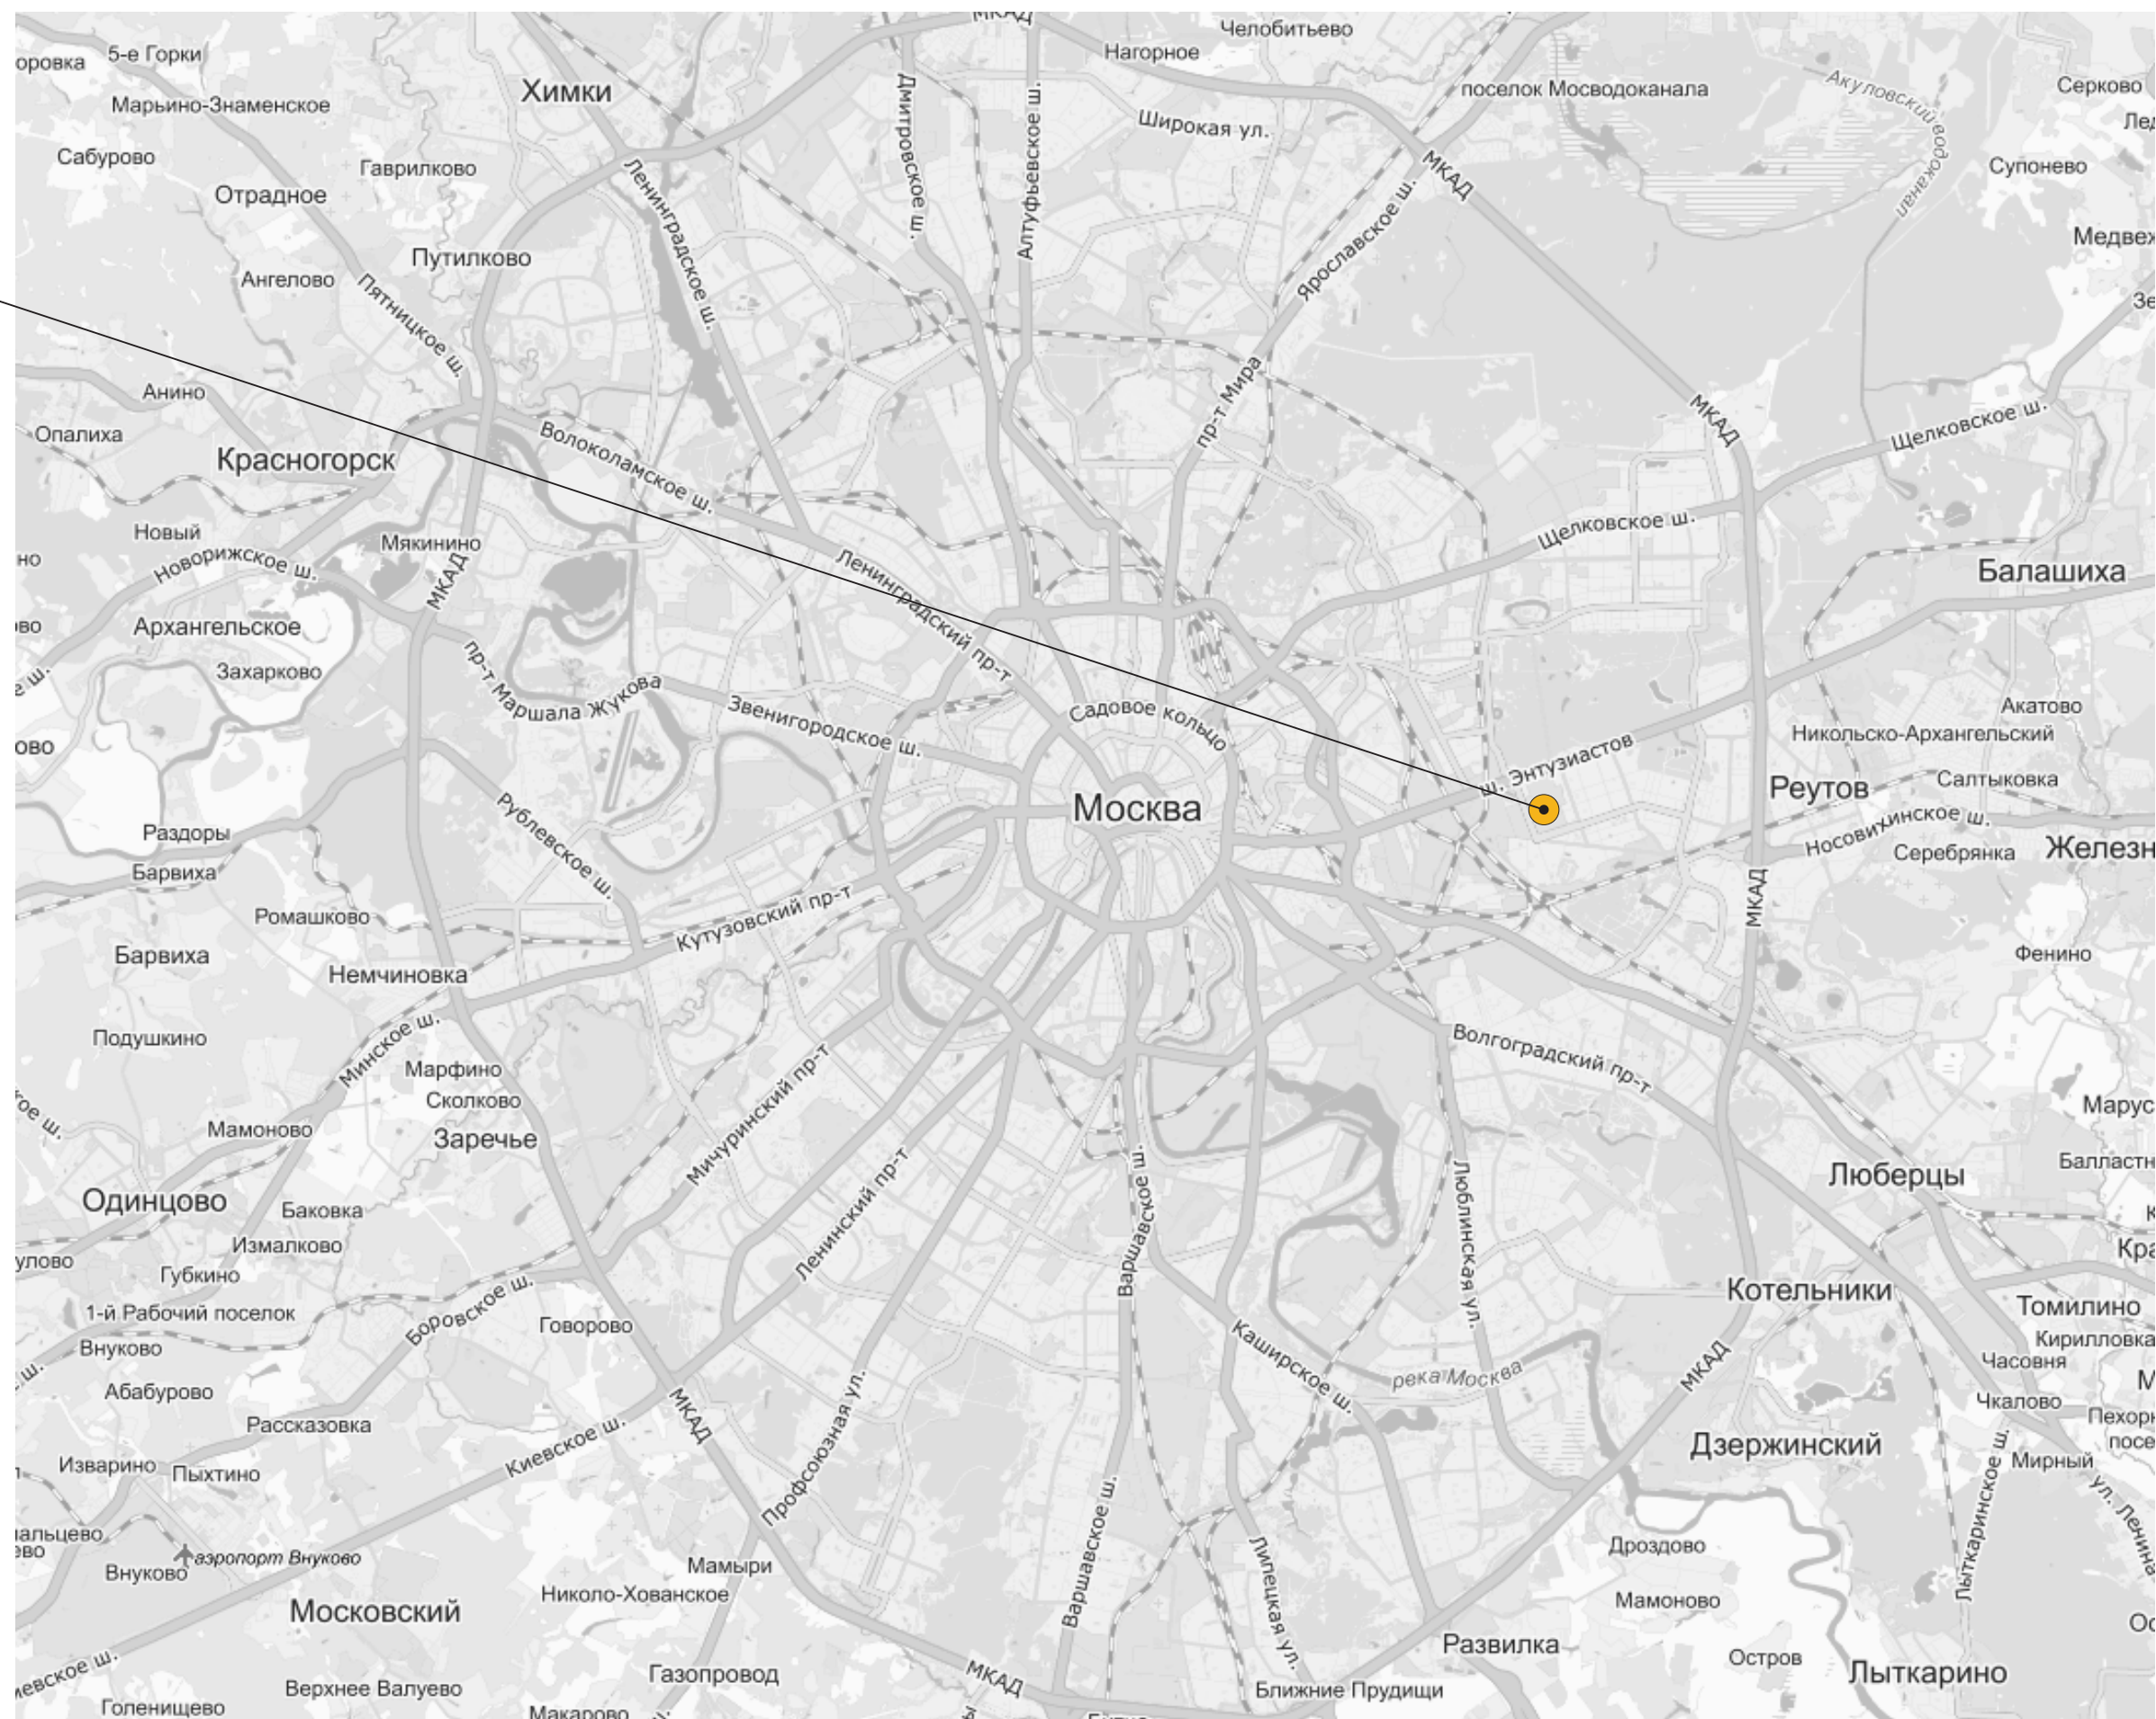 МКАД
Челобитьево
5-е Горки
Нагорное
Химки
поселок Мосводоканала
Серково
Марьино-Знаменское
Акуловский водоканал
Дмитровское ш.
Алтуфьевское ш.
Широкая ул.
Сабурово
Гаврилково
МКАД
Супонево
Отрадное
Ленинградское ш.
Ярославское ш.
Путилково
Ангелово
Пятницкое ш.
Анино
пр-т Мира
МКАД
Щелковское ш.
Опалиха
Красногорск
Волоколамское ш.
Новый
Мякинино
Щелковское ш.
Новорижское ш.
МКАД
Ленинградский пр-т
Балашиха
Архангельское
Захарково
пр-т Маршала Жукова
Звенигородское ш.
Садовое кольцо
Акатово
Никольско-Архангельский
ш. Энтузиастов
Салтыковка
Реутов
Москва
Рублевское ш.
Раздоры
Носовихинское ш.
Серебрянка
Барвиха
МКАД
Ромашково
Кутузовский пр-т
Барвиха
Немчиновка
Фенино
Подушкино
Минское ш.
Волгоградский пр-т
Марфино
Сколково
Мичуринский пр-т
Мамоново
Заречье
Люберцы
Одинцово
Баковка
Ленинский пр-т
Варшавское ш.
Люблинская ул.
Измалково
Губкино
Котельники
1-й Рабочий поселок
Боровское ш.
Говорово
Томилино
Кирилловка
Внуково
Каширское ш.
река Москва
МКАД
Часовня
Абабурово
Чкалово
Рассказовка
МКАД
Профсоюзная ул.
Киевское ш.
Дзержинский
Изварино
Пыхтино
Мирный
Лыткаринское ш.
ул. Ленина
Варшавское ш.
Липецкая ул.
аэропорт Внуково
Внуково
Мамыри
Дроздово
Николо-Хованское
Мамоново
Московский
Развилка
Остров
Лыткарино
Газопровод
МКАД
Верхнее Валуево
Ближние Прудищи
Голенищево
Макарово